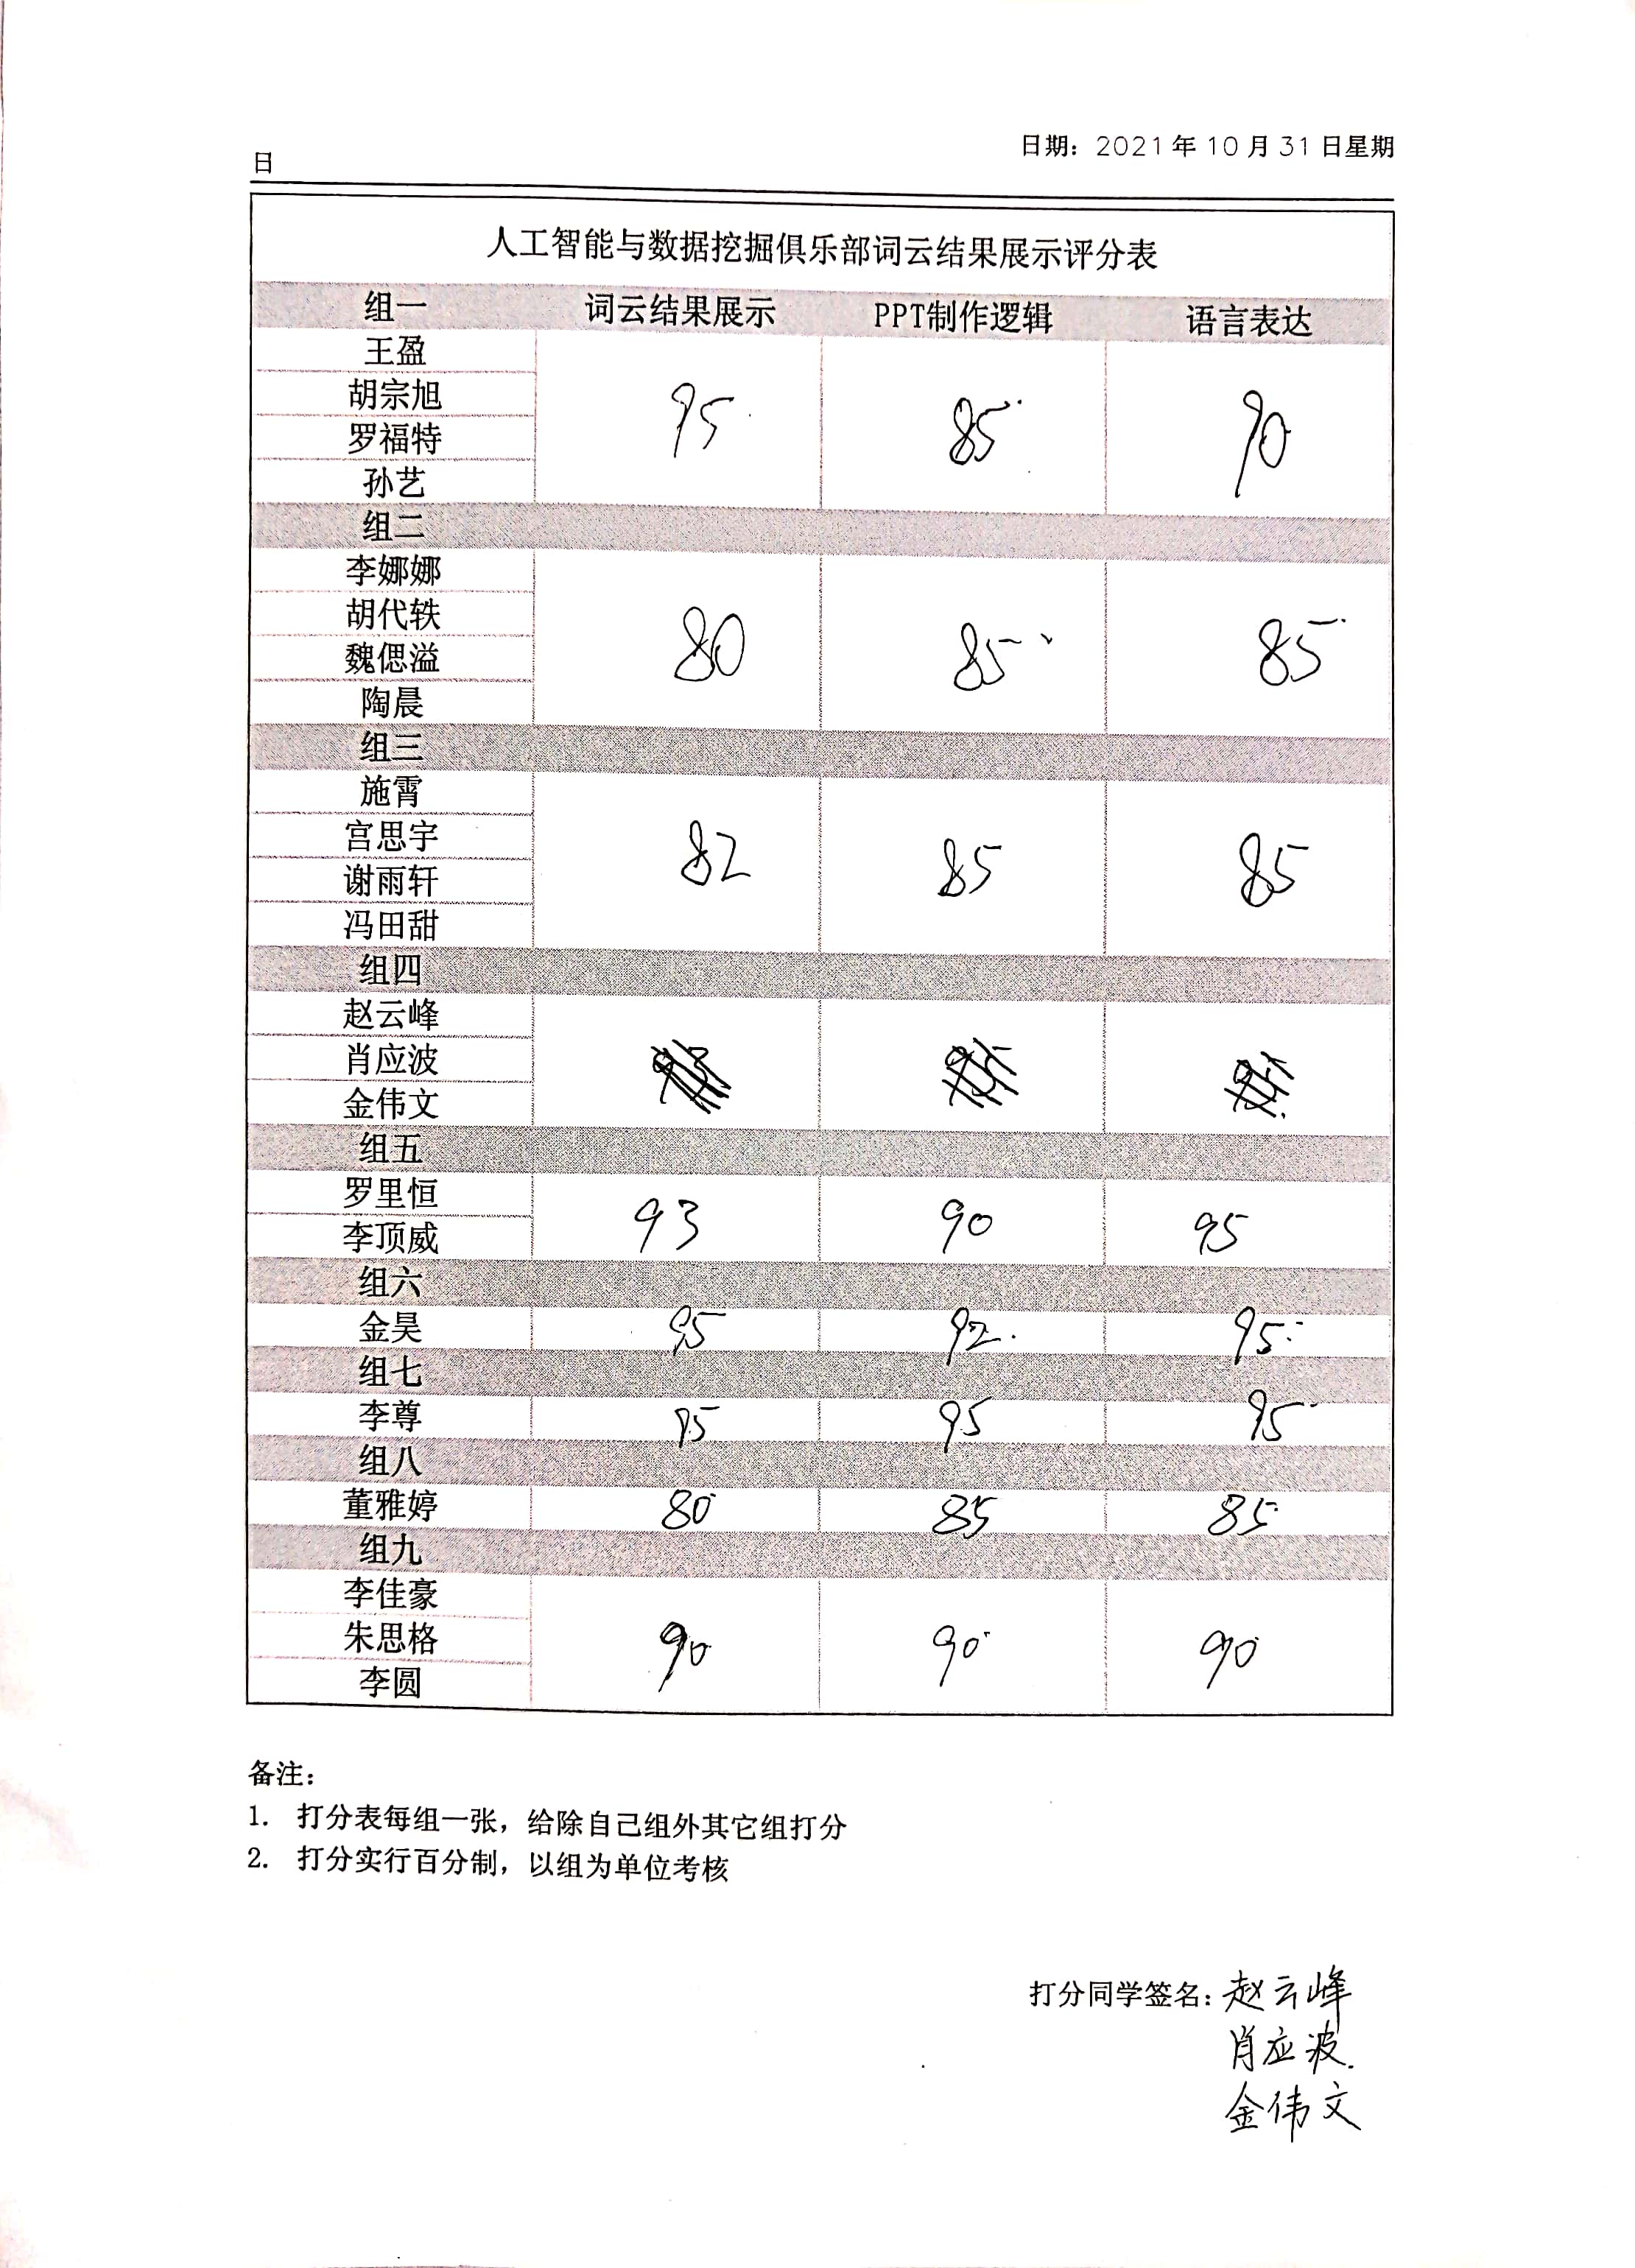 日期：2021年10月31日星期
日
人工智能与数据挖掘俱乐部词云结果展示评分表
组一 词云结果展示 PPT制作逻辑 语言表达
王盈
胡宗旭
95 85 90
罗福特
孙艺
组二
李娜娜
胡代轶
80 85 85
魏偲溢
陶晨
组三
施霄
宫思宇
82 85 85
谢雨轩
冯田甜
组四
赵云峰
肖应波
金伟文
组五
罗里恒
93 90 95
李顶威
组六
金昊 95 92 95
组七
李尊 95 95 95
组八
董雅婷 80 85 85
组九
李佳豪
朱思格 90 90 90
李圆
备注：
1. 打分表每组一张，给除自己组外其它组打分
2. 打分实行百分制，以组为单位考核
打分同学签名：赵云峰
肖应波
金伟文